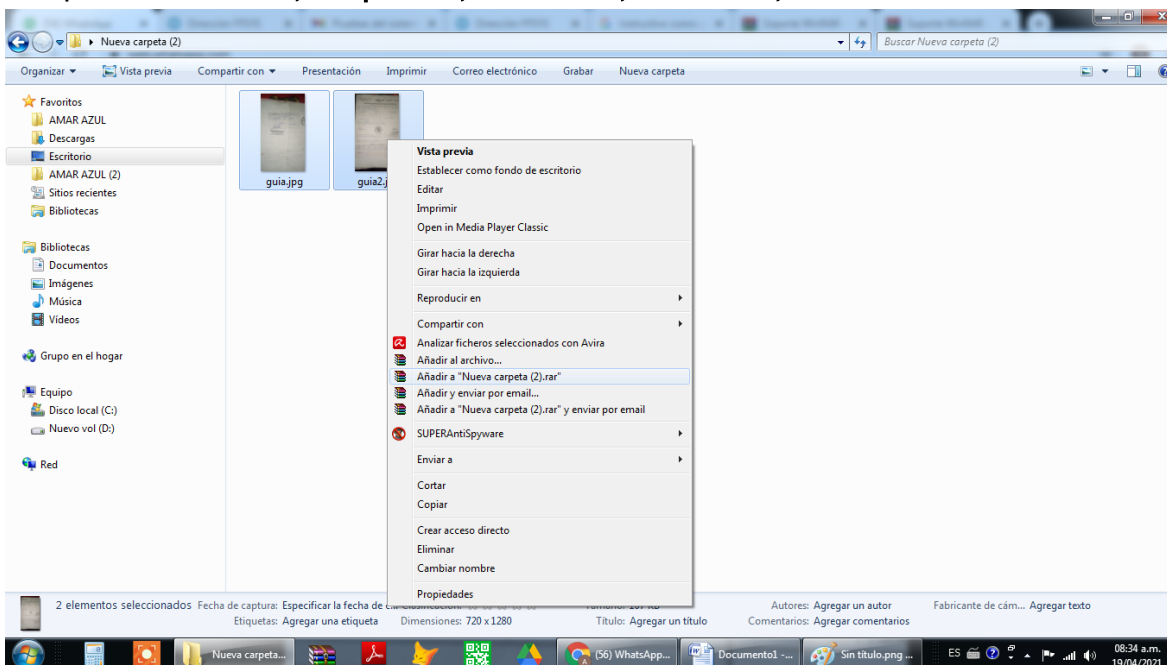 Nueva carpeta (2)
Buscar Nueva carpeta (2)
Organizar
Vista previa
Compartir con
Presentación
Imprimir
Correo electrónico
Grabar
Nueva carpeta
Favoritos
AMAR AZUL
Descargas
Escritorio
AMAR AZUL (2)
Sitios recientes
Bibliotecas
Bibliotecas
Documentos
Imágenes
Música
Vídeos
Grupo en el hogar
Equipo
Disco local (C:)
Nuevo vol (D:)
Red
guia.jpg
guia2.j
Vista previa
Establecer como fondo de escritorio
Editar
Imprimir
Open in Media Player Classic
Girar hacia la derecha
Girar hacia la izquierda
Reproducir en
Compartir con
Analizar ficheros seleccionados con Avira
Añadir al archivo...
Añadir a "Nueva carpeta (2).rar"
Añadir y enviar por email...
Añadir a "Nueva carpeta (2).rar" y enviar por email
SUPERAntiSpyware
Enviar a
Cortar
Copiar
Crear acceso directo
Eliminar
Cambiar nombre
Propiedades
2 elementos seleccionados Fecha de captura: Especificar la fecha de c... Autores: Agregar un autor Fabricante de cám... Agregar texto
Etiquetas: Agregar una etiqueta Dimensiones: 720 x 1280 Título: Agregar un título Comentarios: Agregar comentarios
Nueva carpeta...
(56) WhatsApp...
Documento1 -...
Sin título.png ...
ES
08:34 a.m.
19/04/2021